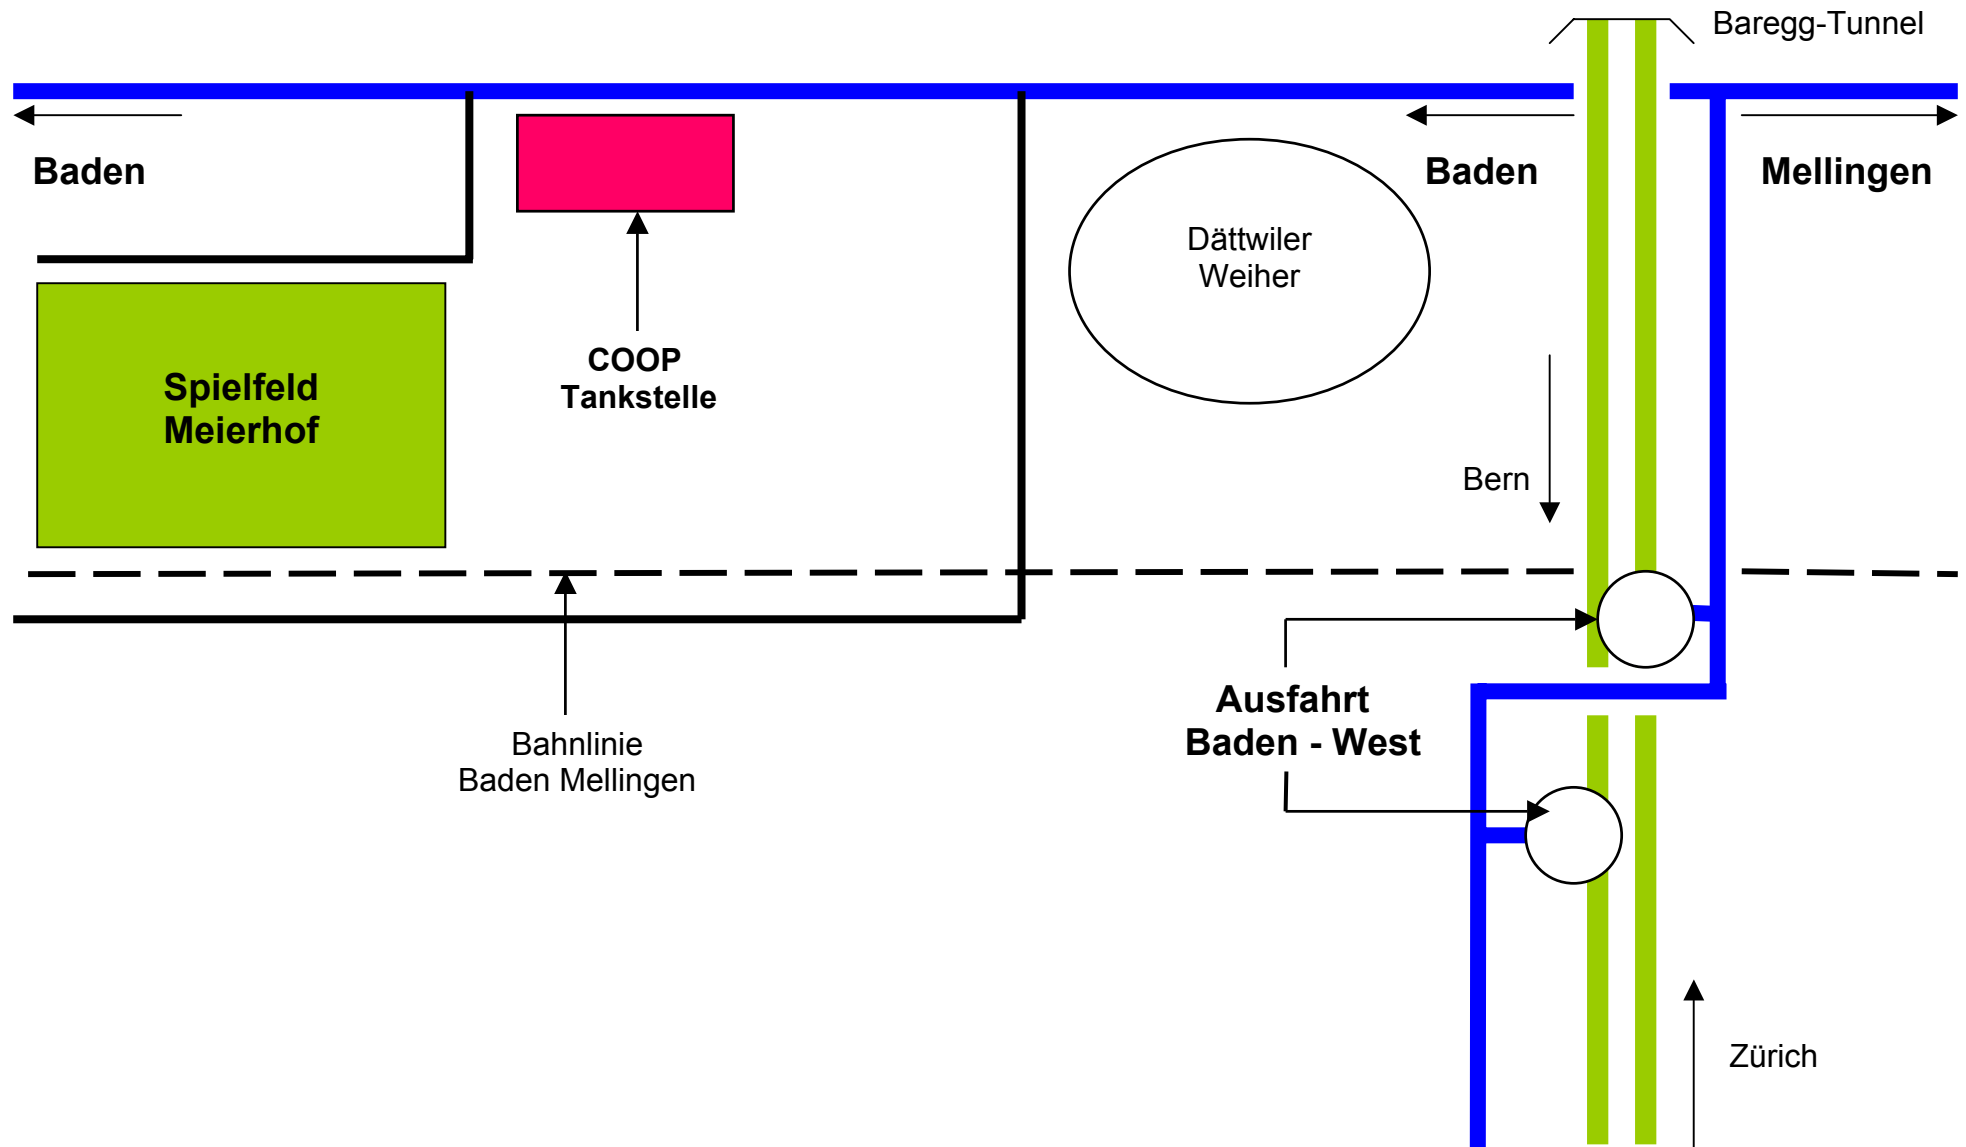 Baregg-Tunnel
Baden
Baden
Mellingen
Dättwiler
Weiher
COOP
Tankstelle
Spielfeld
Meierhof
Bern
Ausfahrt
Baden - West
Bahnlinie
Baden Mellingen
Zürich